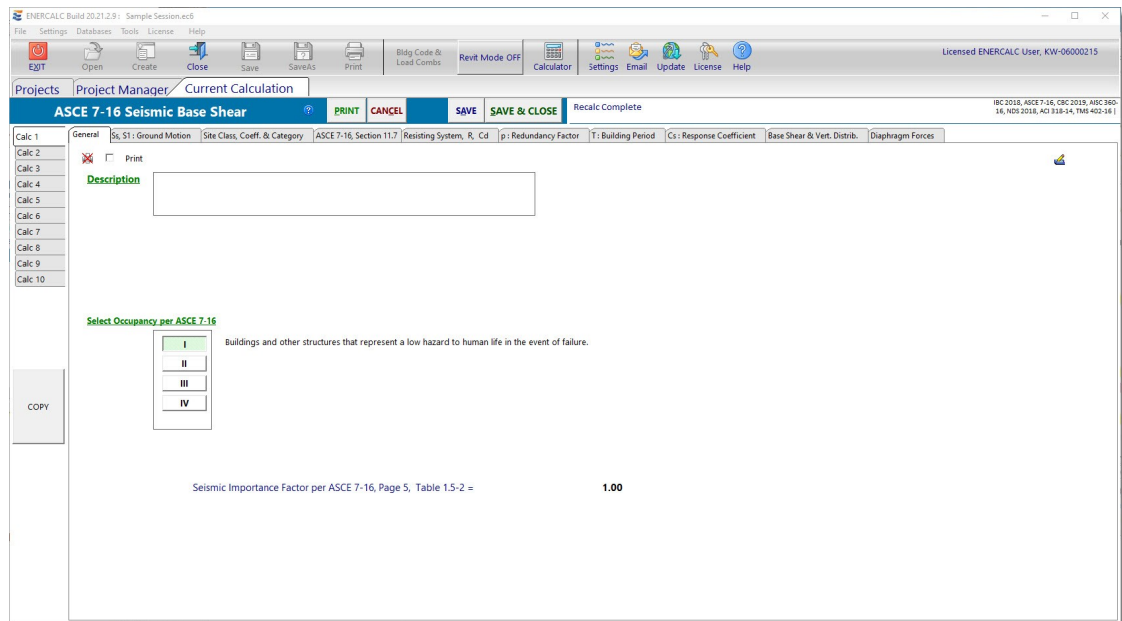 ENERCALC Build 20.21.2.9 : Sample Session.ec6
File Settings Databases Tools License Help
EXIT Open Create Close Save SaveAs Print Bldg Code & Load Combs Revit Mode OFF Calculator Settings Email Update License Help Licensed ENERCALC User, KW-06000215
Projects Project Manager Current Calculation
ASCE 7-16 Seismic Base Shear ? PRINT CANCEL SAVE SAVE & CLOSE Recalc Complete
IBC 2018, ASCE 7-16, CBC 2019, AISC 360-
16, NDS 2018, ACI 318-14, TMS 402-16 |
General Ss, S1 : Ground Motion Site Class, Coeff. & Category ASCE 7-16, Section 11.7 Resisting System, R, Cd p : Redundancy Factor T : Building Period Cs : Response Coefficient Base Shear & Vert. Distrib. Diaphragm Forces
Calc 1
Calc 2
Calc 3
Calc 4
Calc 5
Calc 6
Calc 7
Calc 8
Calc 9
Calc 10
COPY
Print
Description
Select Occupancy per ASCE 7-16
I Buildings and other structures that represent a low hazard to human life in the event of failure.
II
III
IV
Seismic Importance Factor per ASCE 7-16, Page 5, Table 1.5-2 = 1.00